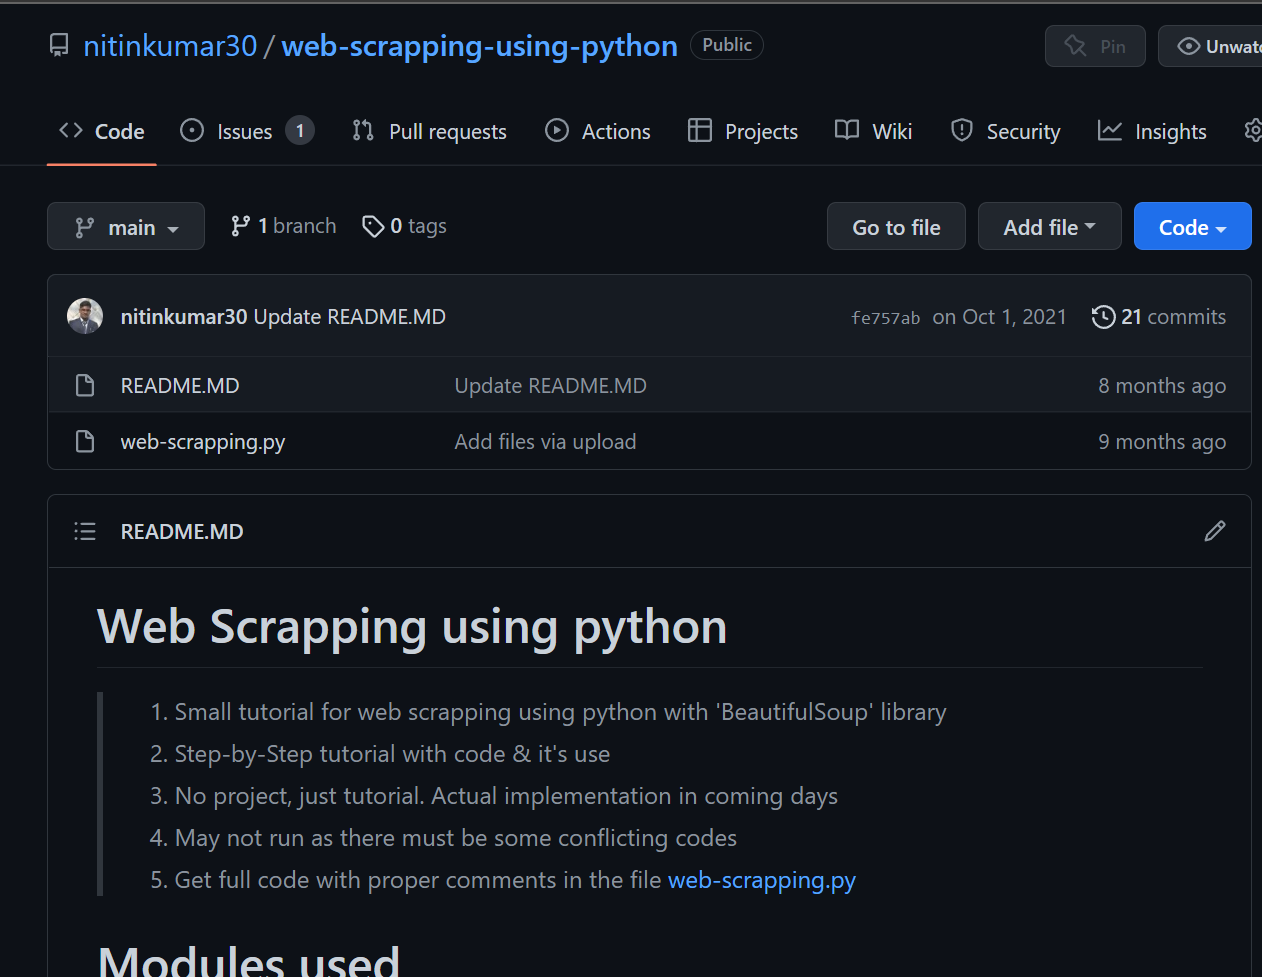 nitinkumar30 / web-scrapping-using-python Public Pin Unwatc
Code Issues 1 Pull requests Actions Projects Wiki Security Insights
main 1 branch 0 tags Go to file Add file Code
nitinkumar30 Update README.MD fe757ab on Oct 1, 2021 21 commits
README.MD Update README.MD 8 months ago
web-scrapping.py Add files via upload 9 months ago
README.MD
Web Scrapping using python
1. Small tutorial for web scrapping using python with 'BeautifulSoup' library
2. Step-by-Step tutorial with code & it's use
3. No project, just tutorial. Actual implementation in coming days
4. May not run as there must be some conflicting codes
5. Get full code with proper comments in the file web-scrapping.py
Modules used